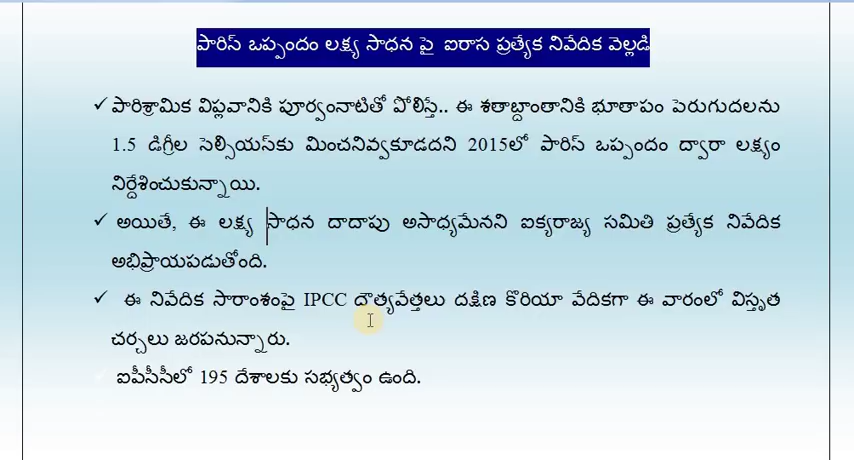 పారిస్ ఒప్పందం లక్ష్య సాధన పై ఐరాస ప్రత్యేక నివేదిక వెల్లడి
✓ పారిశ్రామిక విప్లవానికి పూర్వంనాటితో పోలిస్తే.. ఈ శతాబ్దాంతానికి భూతాపం పెరుగుదలను
1.5 డిగ్రీల సెల్సియస్‌కు మించనివ్వకూడదని 2015లో పారిస్ ఒప్పందం ద్వారా లక్ష్యం
నిర్దేశించుకున్నాయి.
✓ అయితే, ఈ లక్ష్య సాధన దాదాపు అసాధ్యమేనని ఐక్యరాజ్య సమితి ప్రత్యేక నివేదిక
అభిప్రాయపడుతోంది.
✓ ఈ నివేదిక సారాంశంపై IPCC దౌత్యవేత్తలు దక్షిణ కొరియా వేదికగా ఈ వారంలో విస్తృత
చర్చలు జరపనున్నారు.
✓ ఐపీసీసీలో 195 దేశాలకు సభ్యత్వం ఉంది.